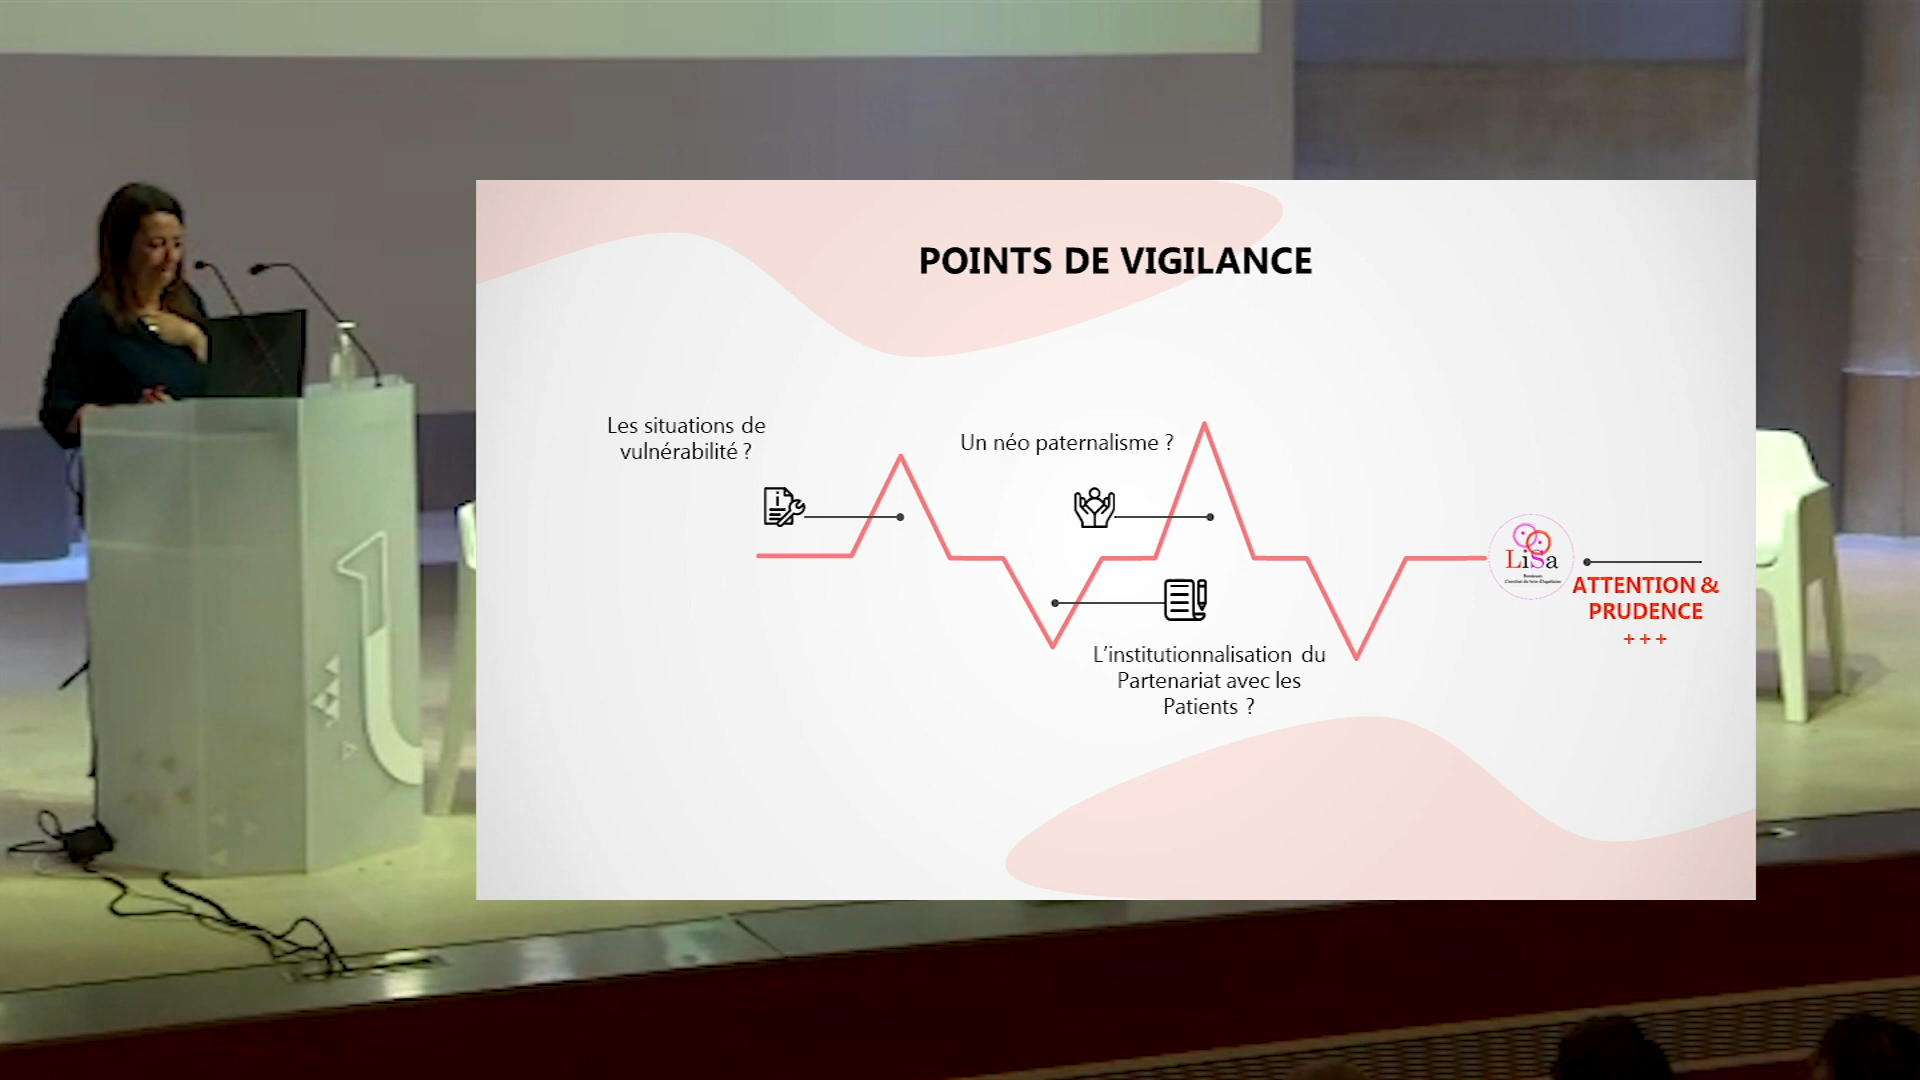 POINTS DE VIGILANCE
Les situations de
vulnérabilité ?
Un néo paternalisme ?
L'institutionnalisation du
Partenariat avec les
Patients ?
LiSa
ATTENTION &
PRUDENCE
+ + +